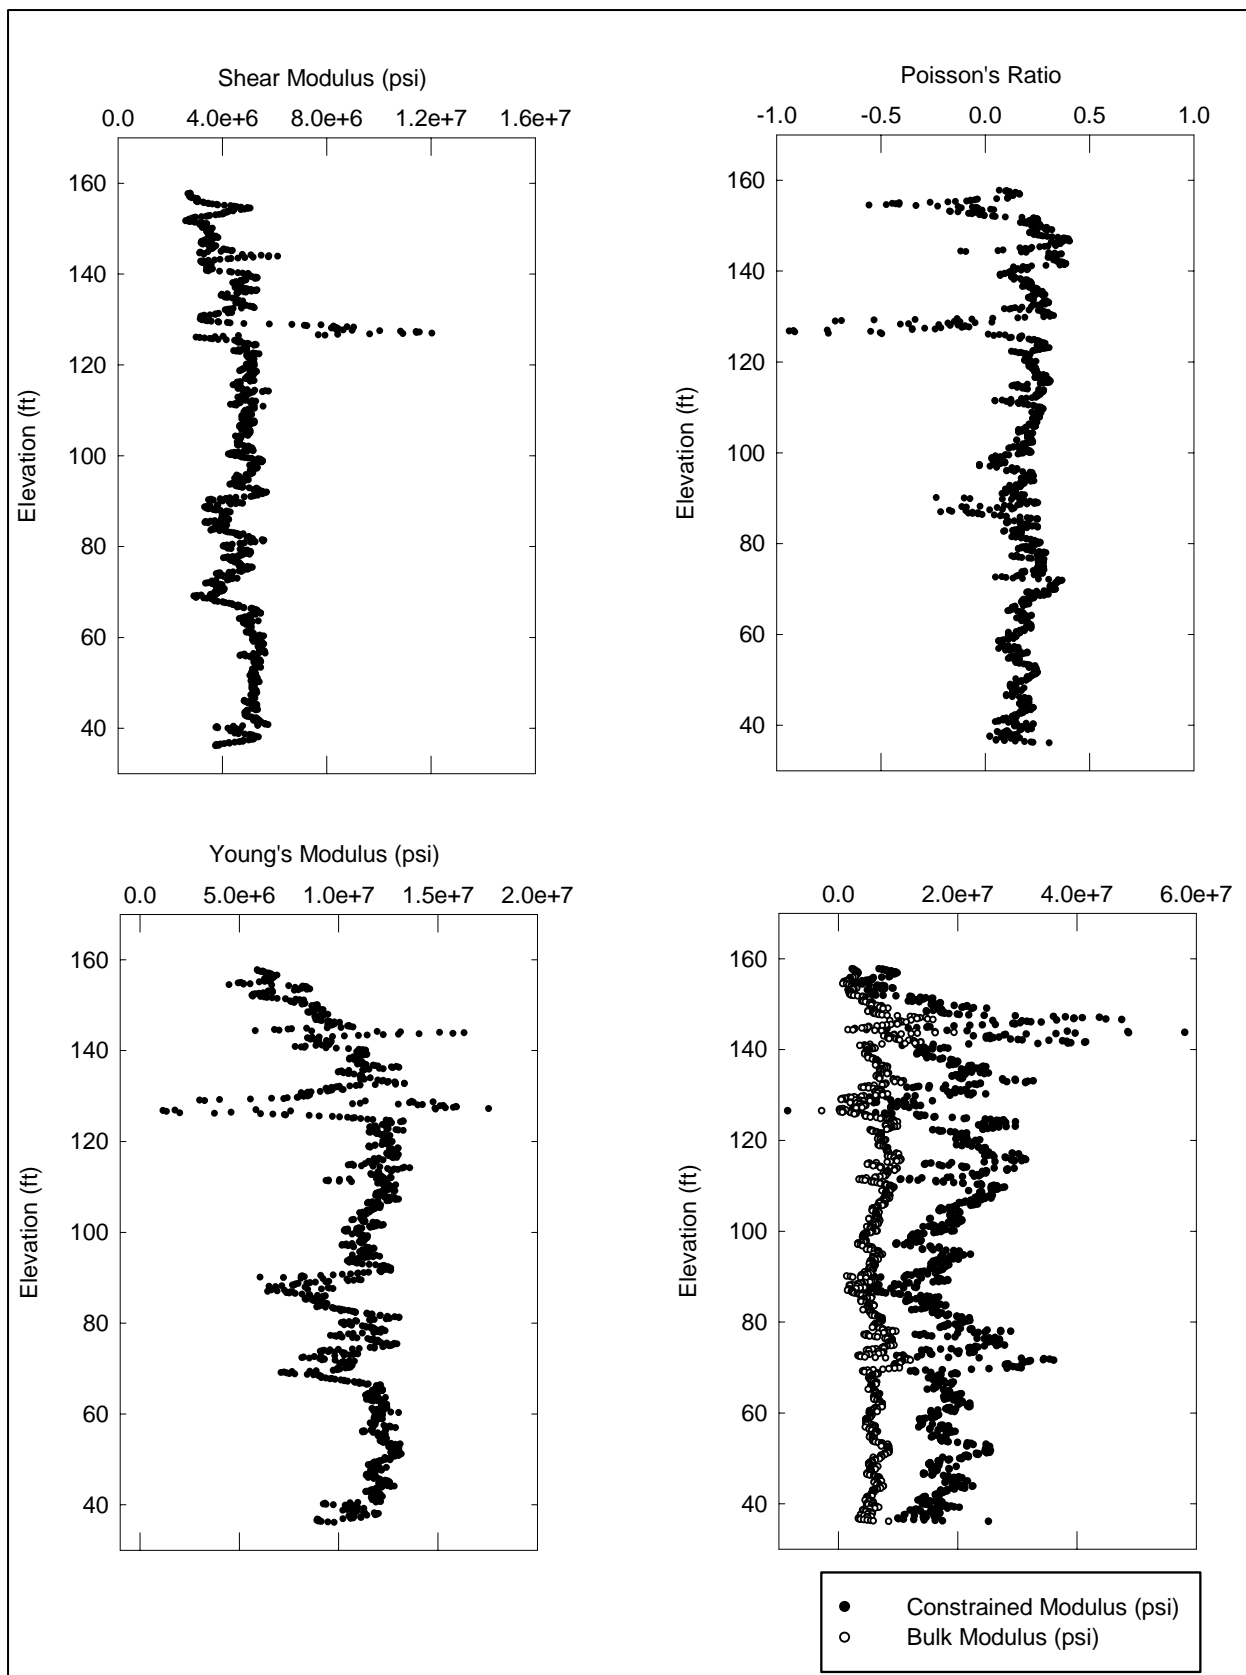 Shear Modulus (psi)
0.0 4.0e+6 8.0e+6 1.2e+7 1.6e+7
Elevation (ft)
160
140
120
100
80
60
40
Poisson's Ratio
-1.0 -0.5 0.0 0.5 1.0
Elevation (ft)
160
140
120
100
80
60
40
Young's Modulus (psi)
0.0 5.0e+6 1.0e+7 1.5e+7 2.0e+7
Elevation (ft)
160
140
120
100
80
60
40
0.0 2.0e+7 4.0e+7 6.0e+7
Elevation (ft)
160
140
120
100
80
60
40
Constrained Modulus (psi)
Bulk Modulus (psi)